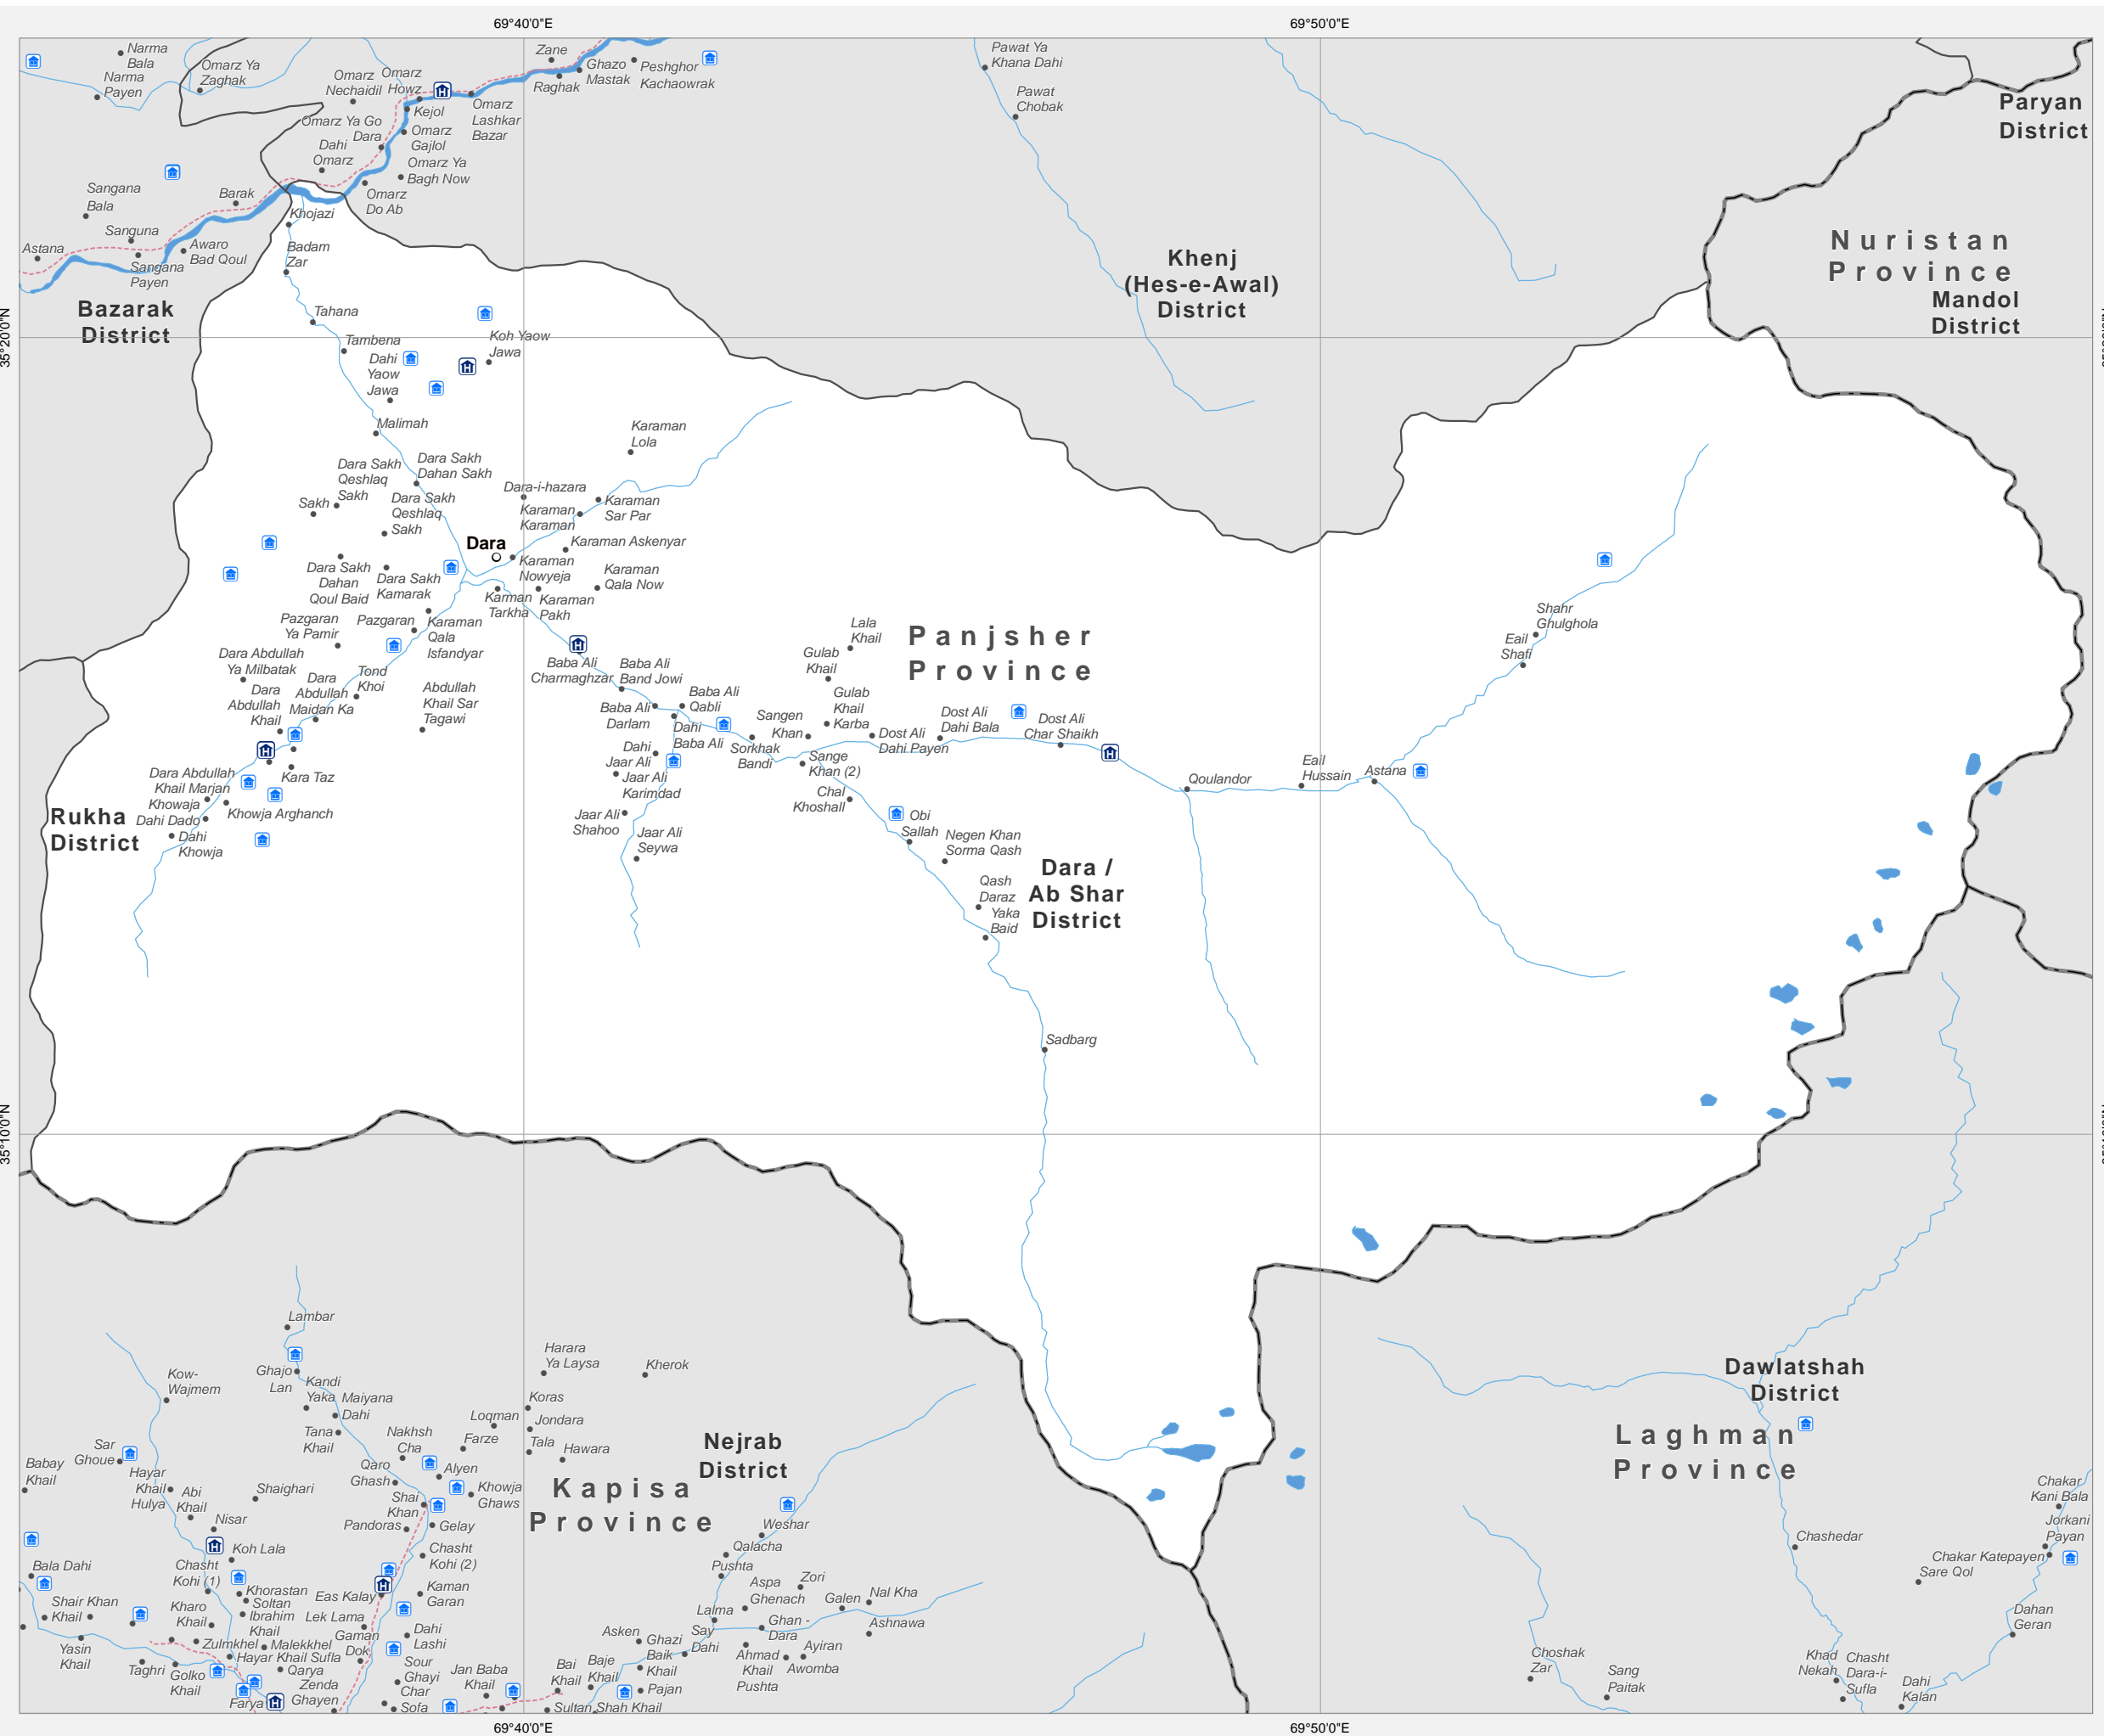 69°40'0"E
69°50'0"E
Narma
Bala
Narma
Payen
Omarz Ya
Zaghak
Omarz
Nechaidil
Omarz
Howz
Kejol
Zane
Raghak
Ghazo
Mastak
Peshghor
Kachaowrak
Omarz
Lashkar
Bazar
Omarz Ya Go
Dara
Omarz
Gajlol
Dahi
Omarz
Omarz Ya
Bagh Now
Omarz
Do Ab
Pawat Ya
Khana Dahi
Pawat
Chobak
Paryan
District
Sangana
Bala
Barak
Khojazi
Sanguna
Astana
Awaro
Bad Qoul
Sangana
Payen
Badam
Zar
Bazarak
District
Khenj
(Hes-e-Awal)
District
Nuristan
Province
Mandol
District
35°20'0"N
Tahana
Tambena
Dahi
Yaow
Jawa
Koh Yaow
Jawa
Malimah
Karaman
Lola
Dara Sakh
Qeshlaq
Sakh
Dara Sakh
Dahan Sakh
Sakh
Dara Sakh
Qeshlaq
Sakh
Dara-i-hazara
Karaman
Karaman
Karaman
Sar Par
Dara
Karaman Askenyar
Karaman
Nowyeja
Karaman
Qala Now
Dara Sakh
Dahan
Qoul Baid
Dara Sakh
Kamarak
Karman
Tarkha
Karaman
Pakh
Pazgaran
Ya Pamir
Pazgaran
Karaman
Qala
Isfandyar
Dara Abdullah
Ya Milbatak
Dara
Abdullah
Khail
Dara
Abdullah
Maidan Ka
Tond
Khoi
Abdullah
Khail Sar
Tagawi
Baba Ali
Charmaghzar
Baba Ali
Band Jowi
Baba Ali
Qabli
Baba Ali
Darlam
Dahi
Baba Ali
Dahi
Jaar Ali
Jaar Ali
Karimdad
Jaar Ali
Shahoo
Jaar Ali
Seywa
Sangen
Khan
Sorkhak
Bandi
Lala
Khail
Gulab
Khail
Gulab
Khail
Karba
Sange
Khan (2)
Chal
Khoshall
Dost Ali
Dahi Payen
Dost Ali
Dahi Bala
Dost Ali
Char Shaikh
Panjsher
Province
Shahr
Ghulghola
Eail
Shafi
Qoulandor
Eail
Hussain
Astana
Kara Taz
Dara Abdullah
Khail Marjan
Khowaja
Dahi Dado
Khowja Arghanch
Dahi
Khowja
Rukha
District
Obi
Sallah
Negen Khan
Sorma Qash
Qash
Daraz
Yaka
Baid
Dara /
Ab Shar
District
Sadbarg
35°10'0"N
Lambar
Ghajo
Lan
Kandi
Yaka
Maiyana
Dahi
Kow-
Wajmem
Tana
Khail
Harara
Ya Laysa
Kherok
Koras
Loqman
Jondara
Farze
Tala
Hawara
Nakhsh
Cha
Alyen
Qaro
Ghash
Khowja
Ghaws
Shai
Khan
Pandoras
Gelay
Sar
Ghoue
Babay
Khail
Hayar
Khail
Hulya
Abi
Khail
Shaighari
Nisar
Koh Lala
Chasht
Kohi (1)
Chasht
Kohi (2)
Bala Dahi
Shair Khan
Khail
Kharo
Khail
Khorastan
Soltan
Ibrahim
Khail
Eas Kalay
Kaman
Garan
Lek Lama
Gaman
Dok
Dahi
Lashi
Yasin
Khail
Zulmkhel
Malekkhel
Hayar Khail Sufla
Taghri
Golko
Khail
Qarya
Zenda
Ghayen
Farya
Sour
Ghayi
Char
Sofa
Jan Baba
Khail
Bai
Khail
Baje
Khail
Sultan Shah Khail
Asken
Ghazi
Baik
Khail
Pajan
Say
Dahi
Lalma
Kapisa
Province
Nejrab
District
Weshar
Qalacha
Pushta
Aspa
Ghenach
Zori
Ghan -
Dara
Galen
Nal Kha
Ashnawa
Ahmad
Khail
Pushta
Ayiran
Awomba
Dawlatshah
District
Laghman
Province
Chakar
Kani Bala
Jorkani
Payan
Chakar Katepayen
Sare Qol
Chashedar
Dahan
Geran
Choshak
Zar
Sang
Paitak
Khad
Nekah
Chasht
Dara-i-
Sufla
Dahi
Kalan
69°40'0"E
69°50'0"E